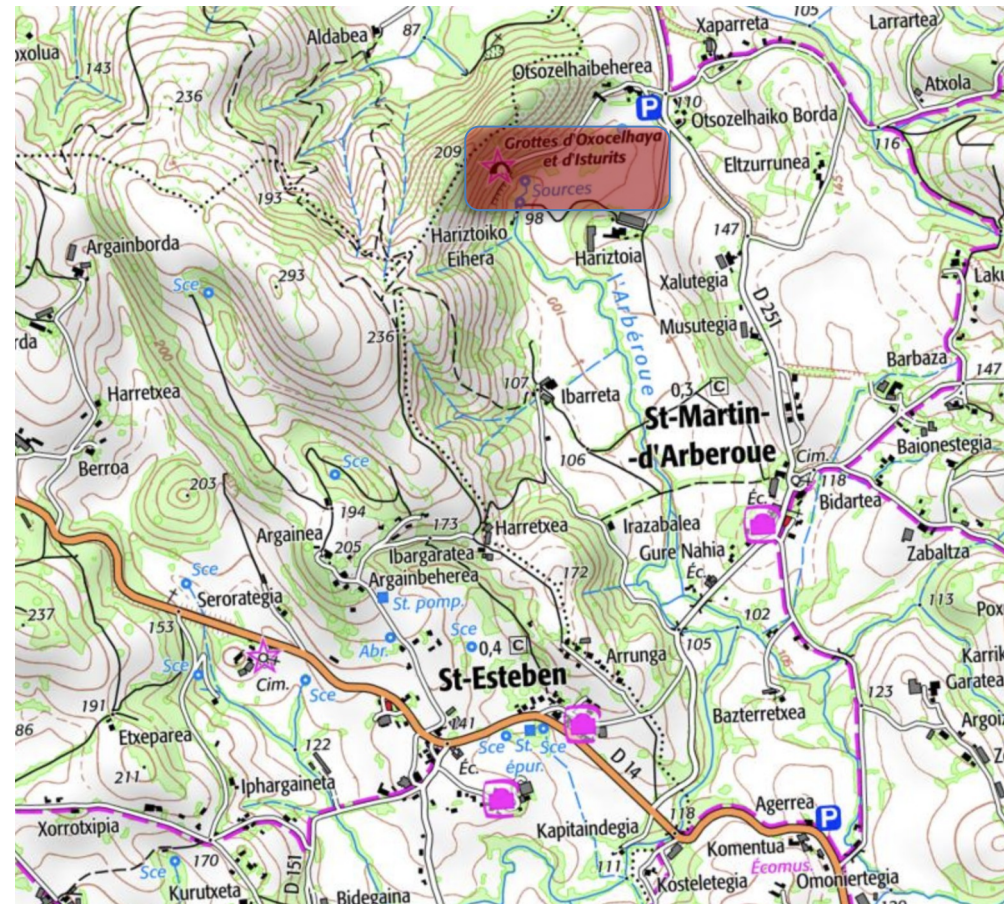 oxolua
143
Aldabea
87
Xaparreta
105
Larrartea
236
Otsozelhaibeherea
P
110
Atxola
Otsozelhaiko Borda
116
209
Grottes d'Oxocelhaya
et d'Isturits
Eltzurrunea
145
193
Sources
98
Argainborda
Hariztoiko
Eihera
Hariztoia
147
Laku
293
Sce
Xalutegia
D 251
rda
200
236
100
L'Arbéroue
Musutegia
Barbaza
147
Harretxea
107
Ibarreta
0,3 C
St-Martin-
-d'Arberoue
Baionestegia
Berroa
Sce
106
Cim.
118
Bidartea
203
194
Éc.
Argainea
205
173
Harretxea
Irazabalea
Zabaltza
Ibargaratea
Gure Nahia
Argainbeherea
172
Éc.
Sce
Serorategia
St. pomp.
113
237
153
Sce
102
Pox
Abr.
0,4 C
105
Arrunga
Karrik
Sce
Cim.
Sce
St-Esteben
Garatea
123
191
86
Etxeparea
141
Bazterretxea
Argoi
122
Sce
St.
Sce
épur.
D 14
211
Éc.
Iphargaineta
Agerrea
P
Xorrotxipia
Kapitaindegia
118
Komentua
111
Écomus.
170
Sce
D 151
Kosteletegia
Omoniertegia
Kurutxeta
Bidegaina
120